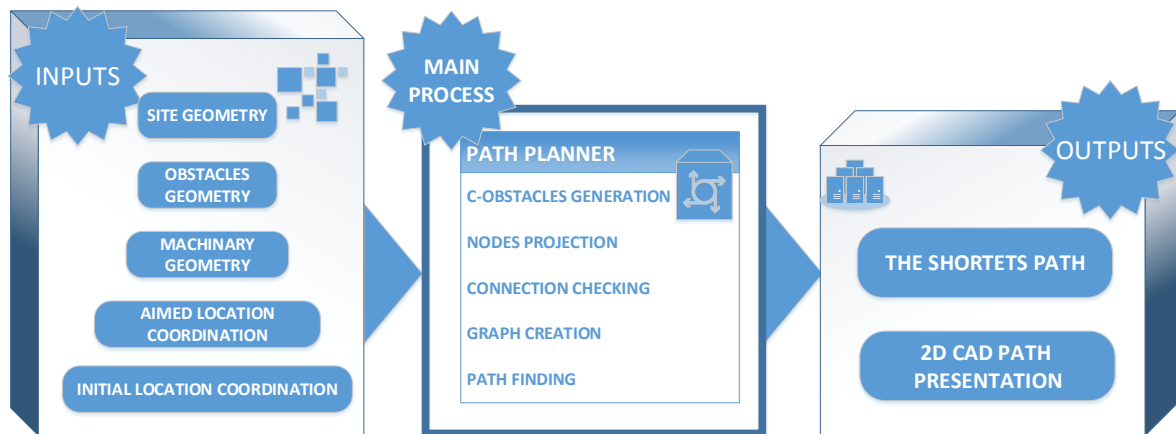 INPUTS
SITE GEOMETRY
OBSTACLES
GEOMETRY
MACHINARY
GEOMETRY
AIMED LOCATION
COORDINATION
INITIAL LOCATION COORDINATION
MAIN
PROCESS
PATH PLANNER
C-OBSTACLES GENERATION
NODES PROJECTION
CONNECTION CHECKING
GRAPH CREATION
PATH FINDING
OUTPUTS
THE SHORTETS PATH
2D CAD PATH
PRESENTATION